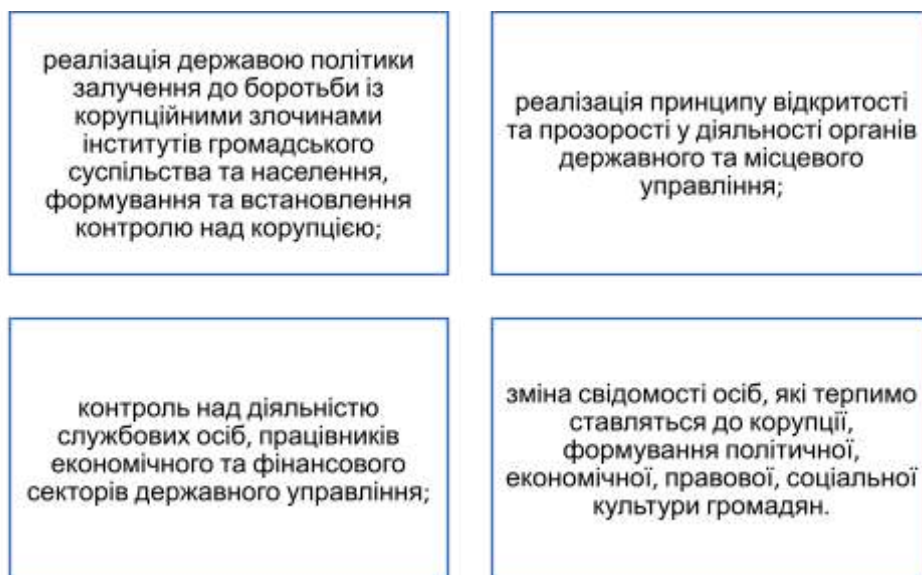 реалізація державою політики
залучення до боротьби із
корупційними злочинами
інститутів громадського
суспільства та населення,
формування та встановлення
контролю над корупцією;
реалізація принципу відкритості
та прозорості у діяльності органів
державного та місцевого
управління;
контроль над діяльністю
службових осіб, працівників
економічного та фінансового
секторів державного управління;
зміна свідомості осіб, які терпимо
ставляться до корупції,
формування політичної,
економічної, правової, соціальної
культури громадян.